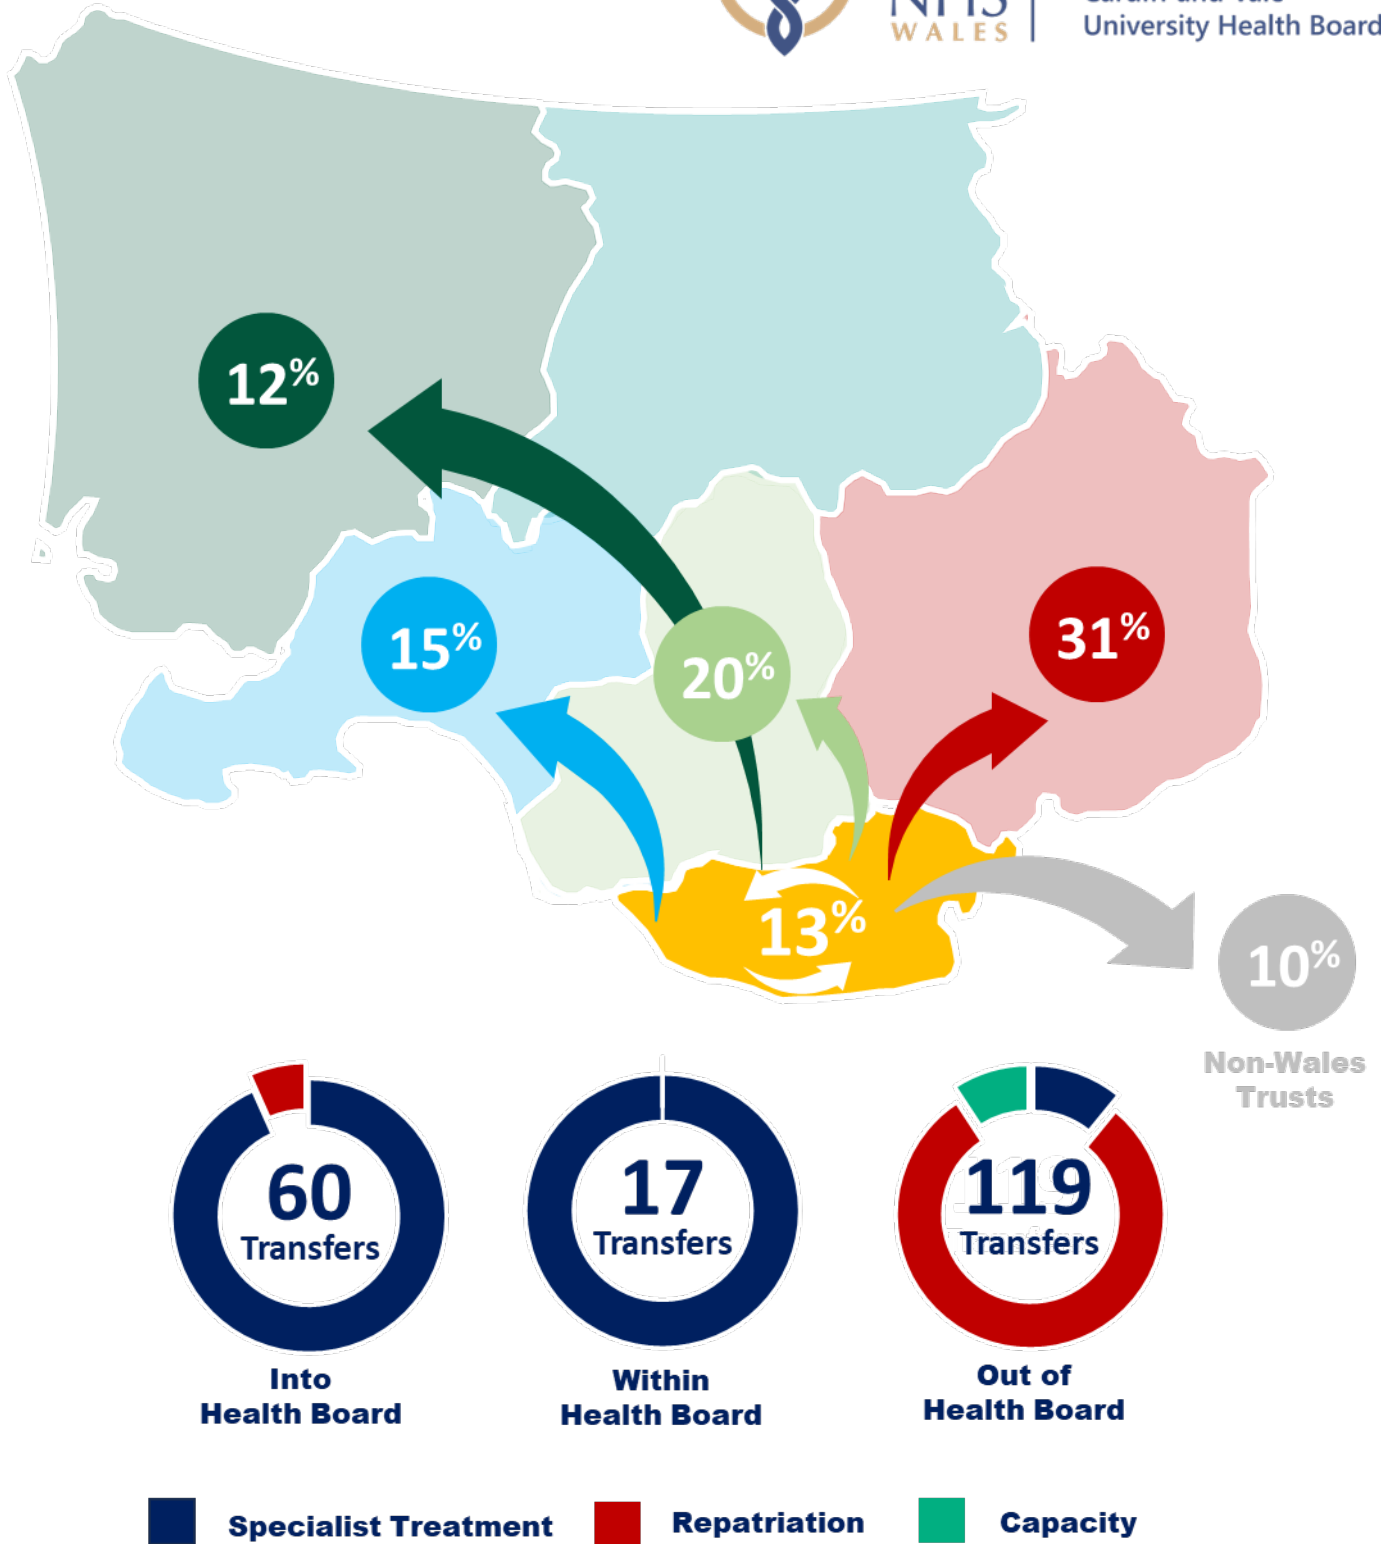 WALES
University Health Board
12%
15%
20%
31%
13%
10%
Non-Wales
Trusts
60
Transfers
17
Transfers
119
Transfers
Into
Health Board
Within
Health Board
Out of
Health Board
Specialist Treatment
Repatriation
Capacity